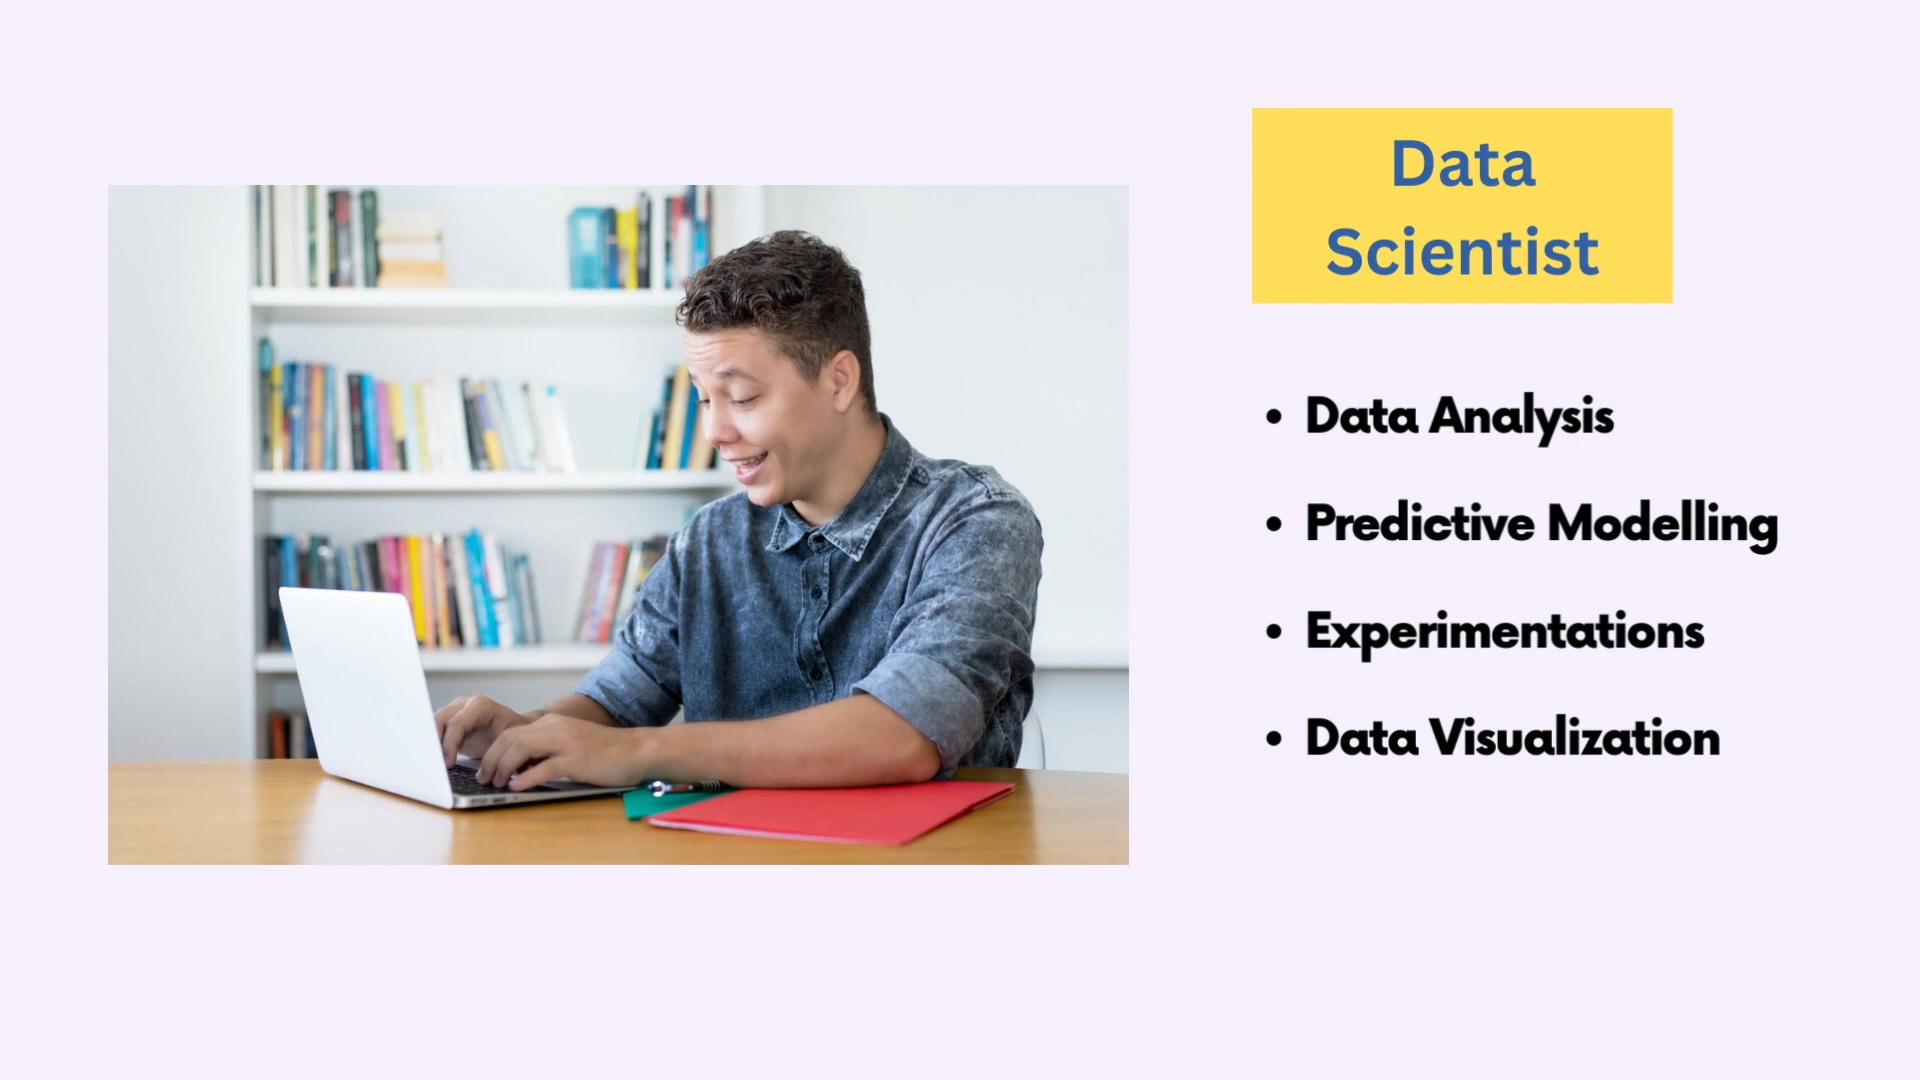 Data
Scientist
• Data Analysis
• Predictive Modelling
• Experimentations
• Data Visualization